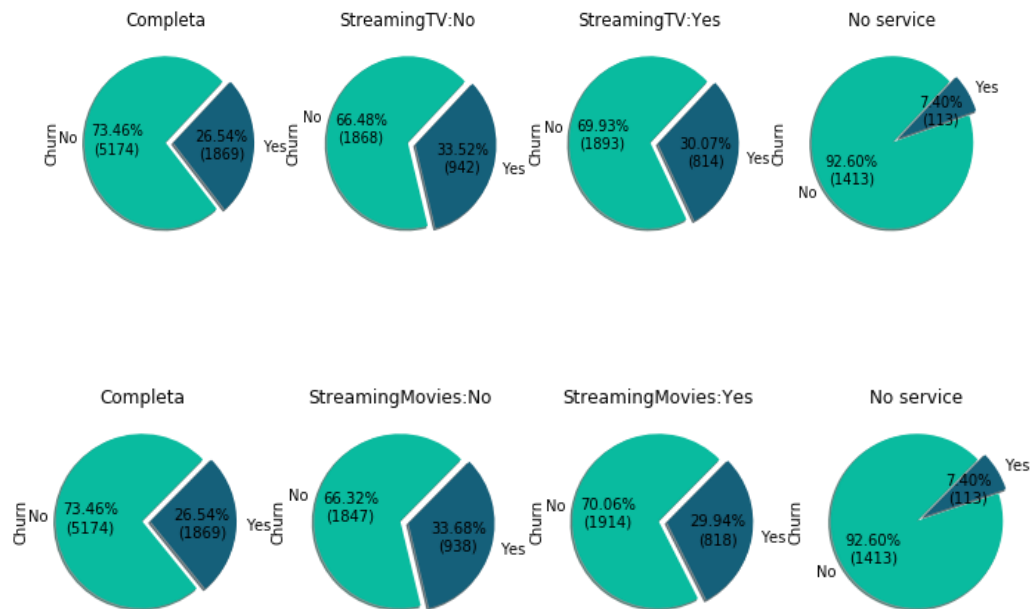 Completa
StreamingTV:No
StreamingTV:Yes
No service
Churn
No
73.46%
(5174)
26.54%
(1869)
Yes
Churn
No
66.48%
(1868)
33.52%
(942)
Yes
Churn
No
69.93%
(1893)
30.07%
(814)
Yes
Churn
No
92.60%
(1413)
7.40%
(113)
Yes
Completa
StreamingMovies:No
StreamingMovies:Yes
No service
Churn
No
73.46%
(5174)
26.54%
(1869)
Yes
Churn
No
66.32%
(1847)
33.68%
(938)
Yes
Churn
No
70.06%
(1914)
29.94%
(818)
Yes
Churn
No
92.60%
(1413)
7.40%
(113)
Yes